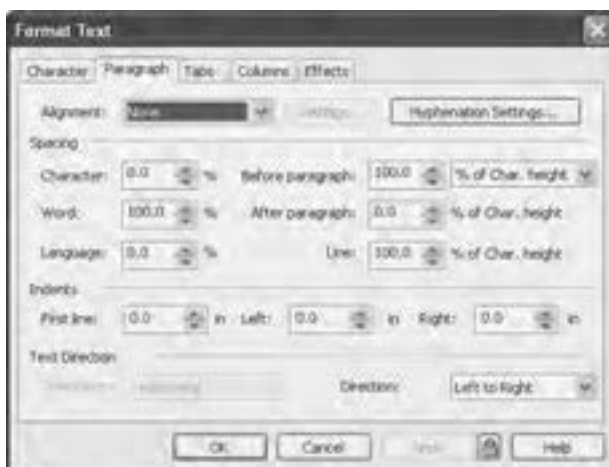 Format Text
Character Paragraph Tabs Columns Effects
Alignment: None Settings... Hyphenation Settings...
Spacing
Character: 0.0 % Before paragraph: 100.0 % of Char. height
Word: 100.0 % After paragraph: 0.0 % of Char. height
Language: 0.0 % Line: 100.0 % of Char. height
Indents
First line: 0.0 in Left: 0.0 in Right: 0.0 in
Text Direction
Direction: Left to Right
OK Cancel Apply Help